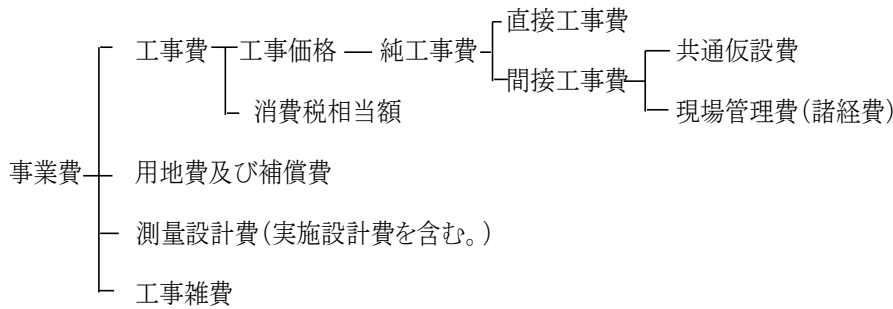 直接工事費
工事費 工事価格 純工事費 共通仮設費
間接工事費
消費税相当額 現場管理費(諸経費)
事業費 用地費及び補償費
測量設計費(実施設計費を含む。)
工事雑費